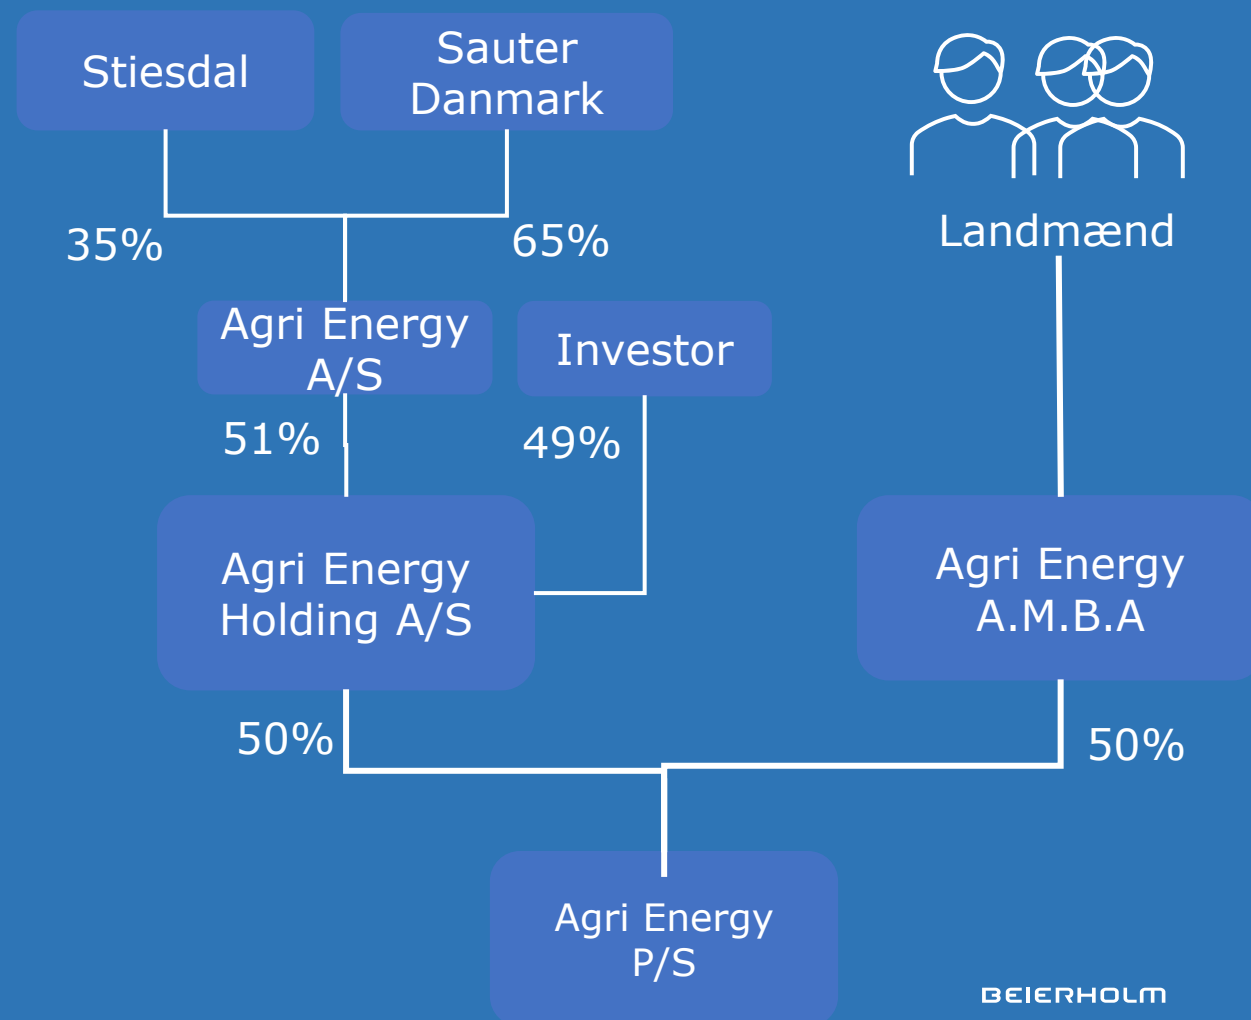 Stiesdal
Sauter
Danmark
35%
65%
Landmænd
Agri Energy
A/S
Investor
51%
49%
Agri Energy
Holding A/S
Agri Energy
A.M.B.A
50%
50%
Agri Energy
P/S
BEIERHOLM